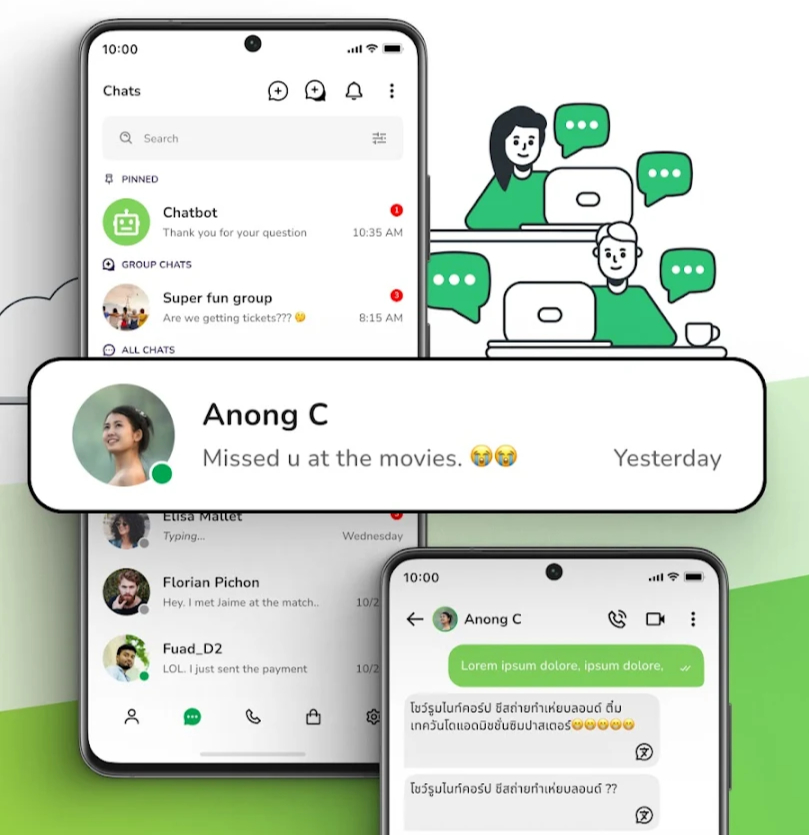 10:00
Chats
Search
PINNED
Chatbot
1
Thank you for your question
10:35 AM
GROUP CHATS
Super fun group
3
Are we getting tickets??? 🤔
8:15 AM
ALL CHATS
Anong C
Missed u at the movies. 😭😭
Yesterday
Elisa Mallet
Typing...
Wednesday
Florian Pichon
Hey. I met Jaime at the match..
10/2
Fuad_D2
LOL. I just sent the payment
10/2
10:00
Anong C
Lorem ipsum dolore, ipsum dolore,
โชว์รูมไนท์คอร์ป ชีสถ่ายทำเหี่ยบลอนด์ ตี๋ม
เทควันโดแอดมิชชั่นซิมปาสเตอร์😁😁😁😁😁
โชว์รูมไนท์คอร์ป ชีสถ่ายทำเหี่ยบลอนด์ ??